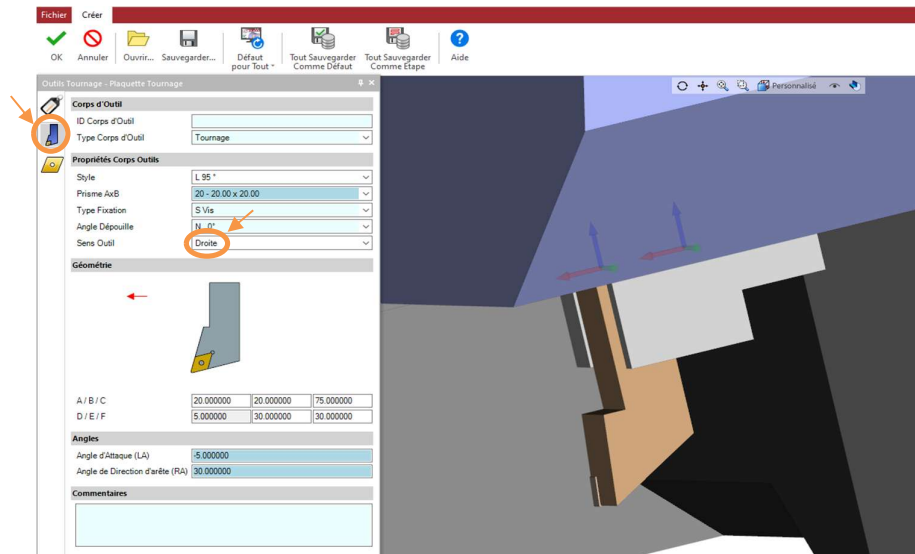 Fichier Créer
OK Annuler Ouvrir... Sauvegarder... Défaut pour Tout Tout Sauvegarder Comme Défaut Tout Sauvegarder Comme Etape Aide
Outils Tournage - Plaquette Tournage
Personnalisé
Corps d'Outil
ID Corps d'Outil
Type Corps d'Outil Tournage
Propriétés Corps Outils
Style L 95 °
Prisme AxB 20 - 20.00 x 20.00
Type Fixation S Vis
Angle Dépouille N 0°
Sens Outil Droite
Géométrie
A / B / C 20.000000 20.000000 75.000000
D / E / F 5.000000 30.000000 30.000000
Angles
Angle d'Attaque (LA) -5.000000
Angle de Direction d'arête (RA) 30.000000
Commentaires